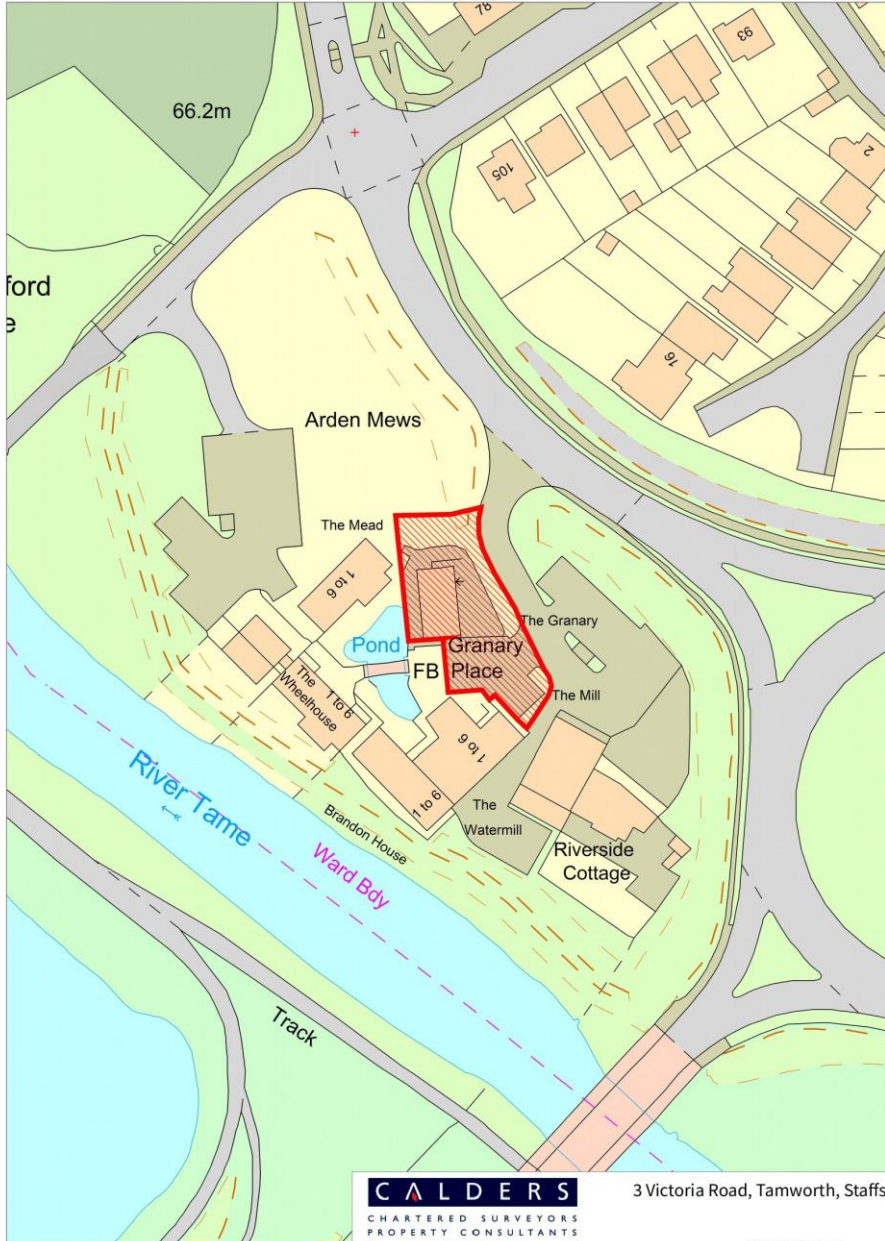 78
93
66.2m
105
2
ford
e
16
Arden Mews
The Mead
1 to 6
The Granary
Pond
Granary
Place
FB
The Mill
The
Wheelhouse
1 to 6
1 to 6
River Tame
1 to 6
The
Watermill
Brandon House
Riverside
Cottage
Ward Bdy
Track
CALDERS
CHARTERED SURVEYORS
PROPERTY CONSULTANTS
3 Victoria Road, Tamworth, Staffs